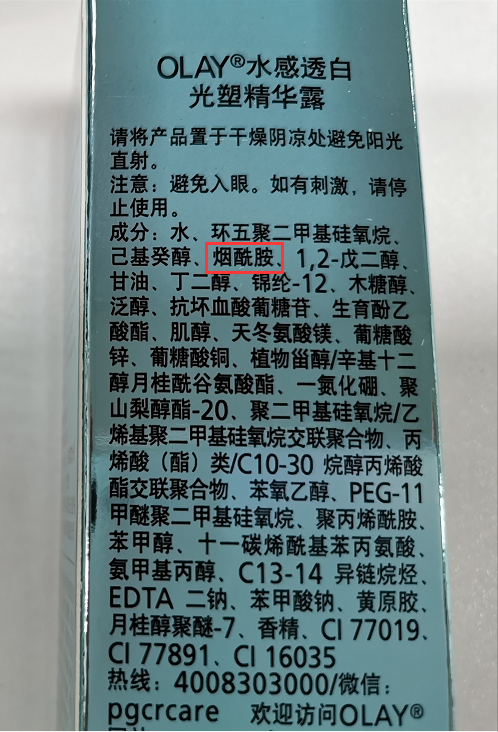 OLAY®水感透白
光塑精华露
请将产品置于干燥阴凉处避免阳光
直射。
注意：避免入眼。如有刺激，请停
止使用。
成分：水、环五聚二甲基硅氧烷、
己基癸醇、烟酰胺、1,2-戊二醇、
甘油、丁二醇、锦纶-12、木糖醇、
泛醇、抗坏血酸葡糖苷、生育酚乙
酸酯、肌醇、天冬氨酸镁、葡糖酸
锌、葡糖酸铜、植物甾醇/辛基十二
醇月桂酰谷氨酸酯、一氮化硼、聚
山梨醇酯-20、聚二甲基硅氧烷/乙
烯基聚二甲基硅氧烷交联聚合物、丙
烯酸（酯）类/C10-30 烷醇丙烯酸
酯交联聚合物、苯氧乙醇、PEG-11
甲醚聚二甲基硅氧烷、聚丙烯酰胺、
苯甲醇、十一碳烯酰基苯丙氨酸、
氨甲基丙醇、C13-14 异链烷烃、
EDTA 二钠、苯甲酸钠、黄原胶、
月桂醇聚醚-7、香精、CI 77019、
CI 77891、CI 16035
热线：4008303000/微信：
pgcrcare 欢迎访问OLAY®